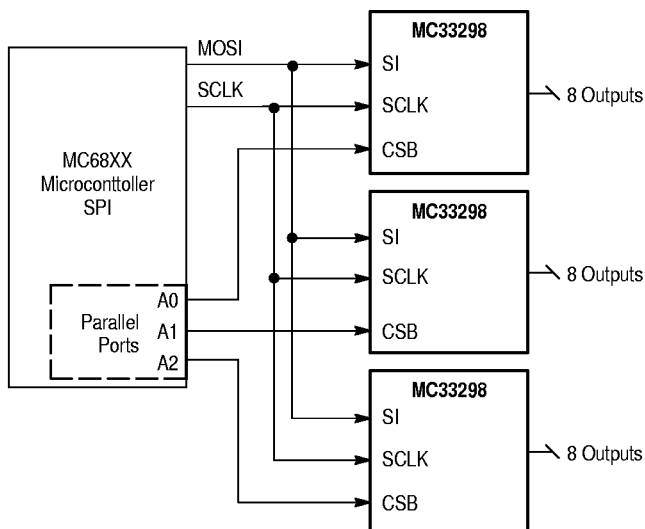 MOSI
SCLK
MC68XX
Microconttoller
SPI
Parallel
Ports
A0
A1
A2
MC33298
SI
SCLK
CSB
8 Outputs
MC33298
SI
SCLK
CSB
8 Outputs
MC33298
SI
SCLK
CSB
8 Outputs